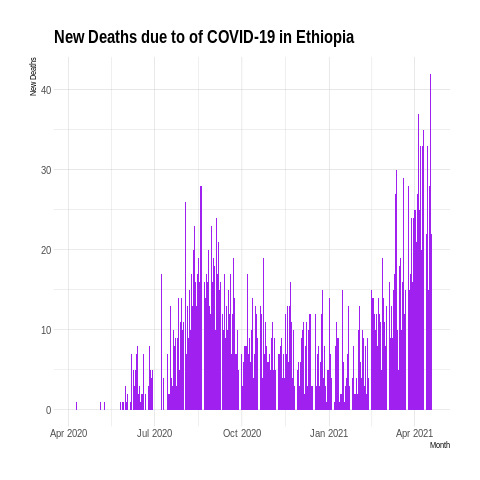 New Deaths due to of COVID-19 in Ethiopia
New Deaths
40
30
20
10
0
Apr 2020 Jul 2020 Oct 2020 Jan 2021 Apr 2021
Month